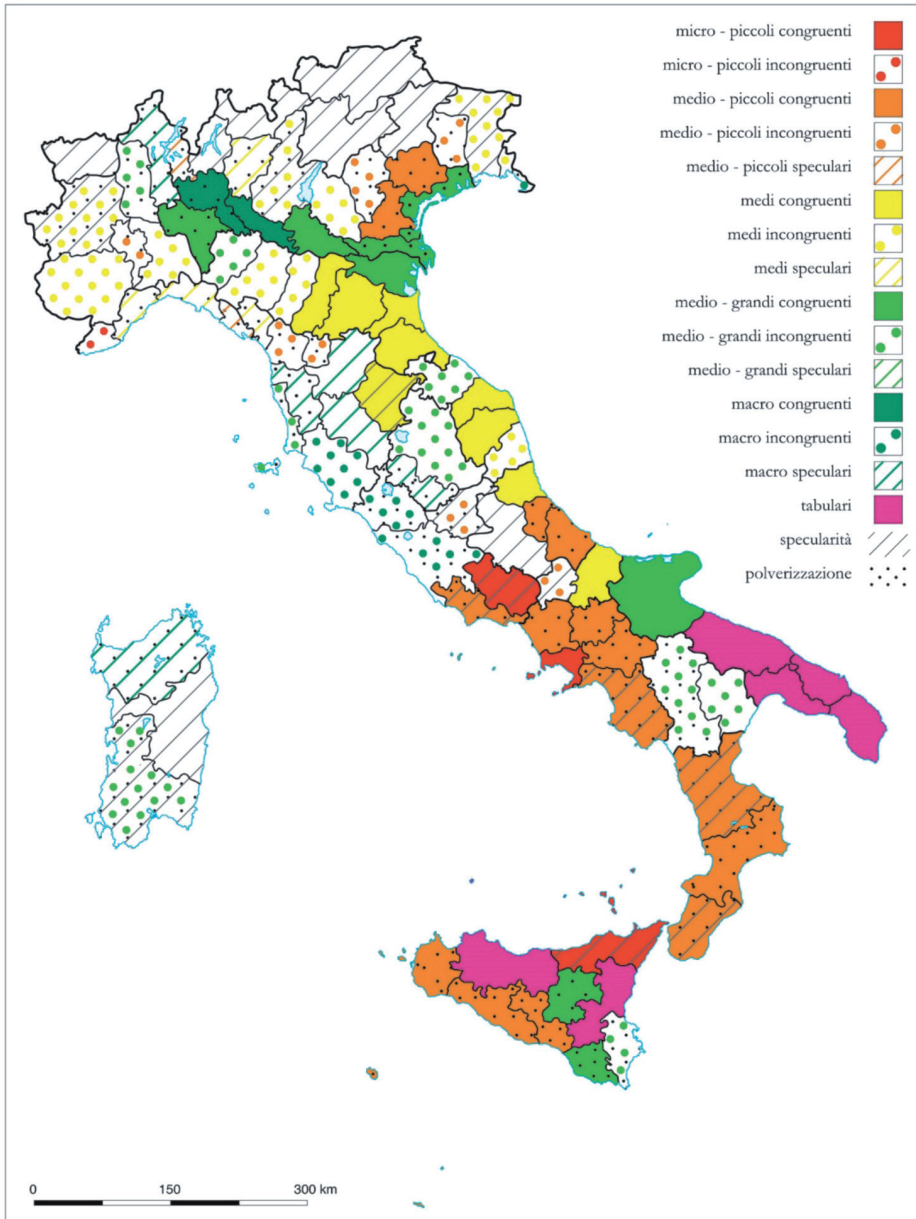 micro - piccoli congruenti
micro - piccoli incongruenti
medio - piccoli congruenti
medio - piccoli incongruenti
medio - piccoli speculari
medi congruenti
medi incongruenti
medi speculari
medio - grandi congruenti
medio - grandi incongruenti
medio - grandi speculari
macro congruenti
macro incongruenti
macro speculari
tabulari
specularità
polverizzazione
0 150 300 km